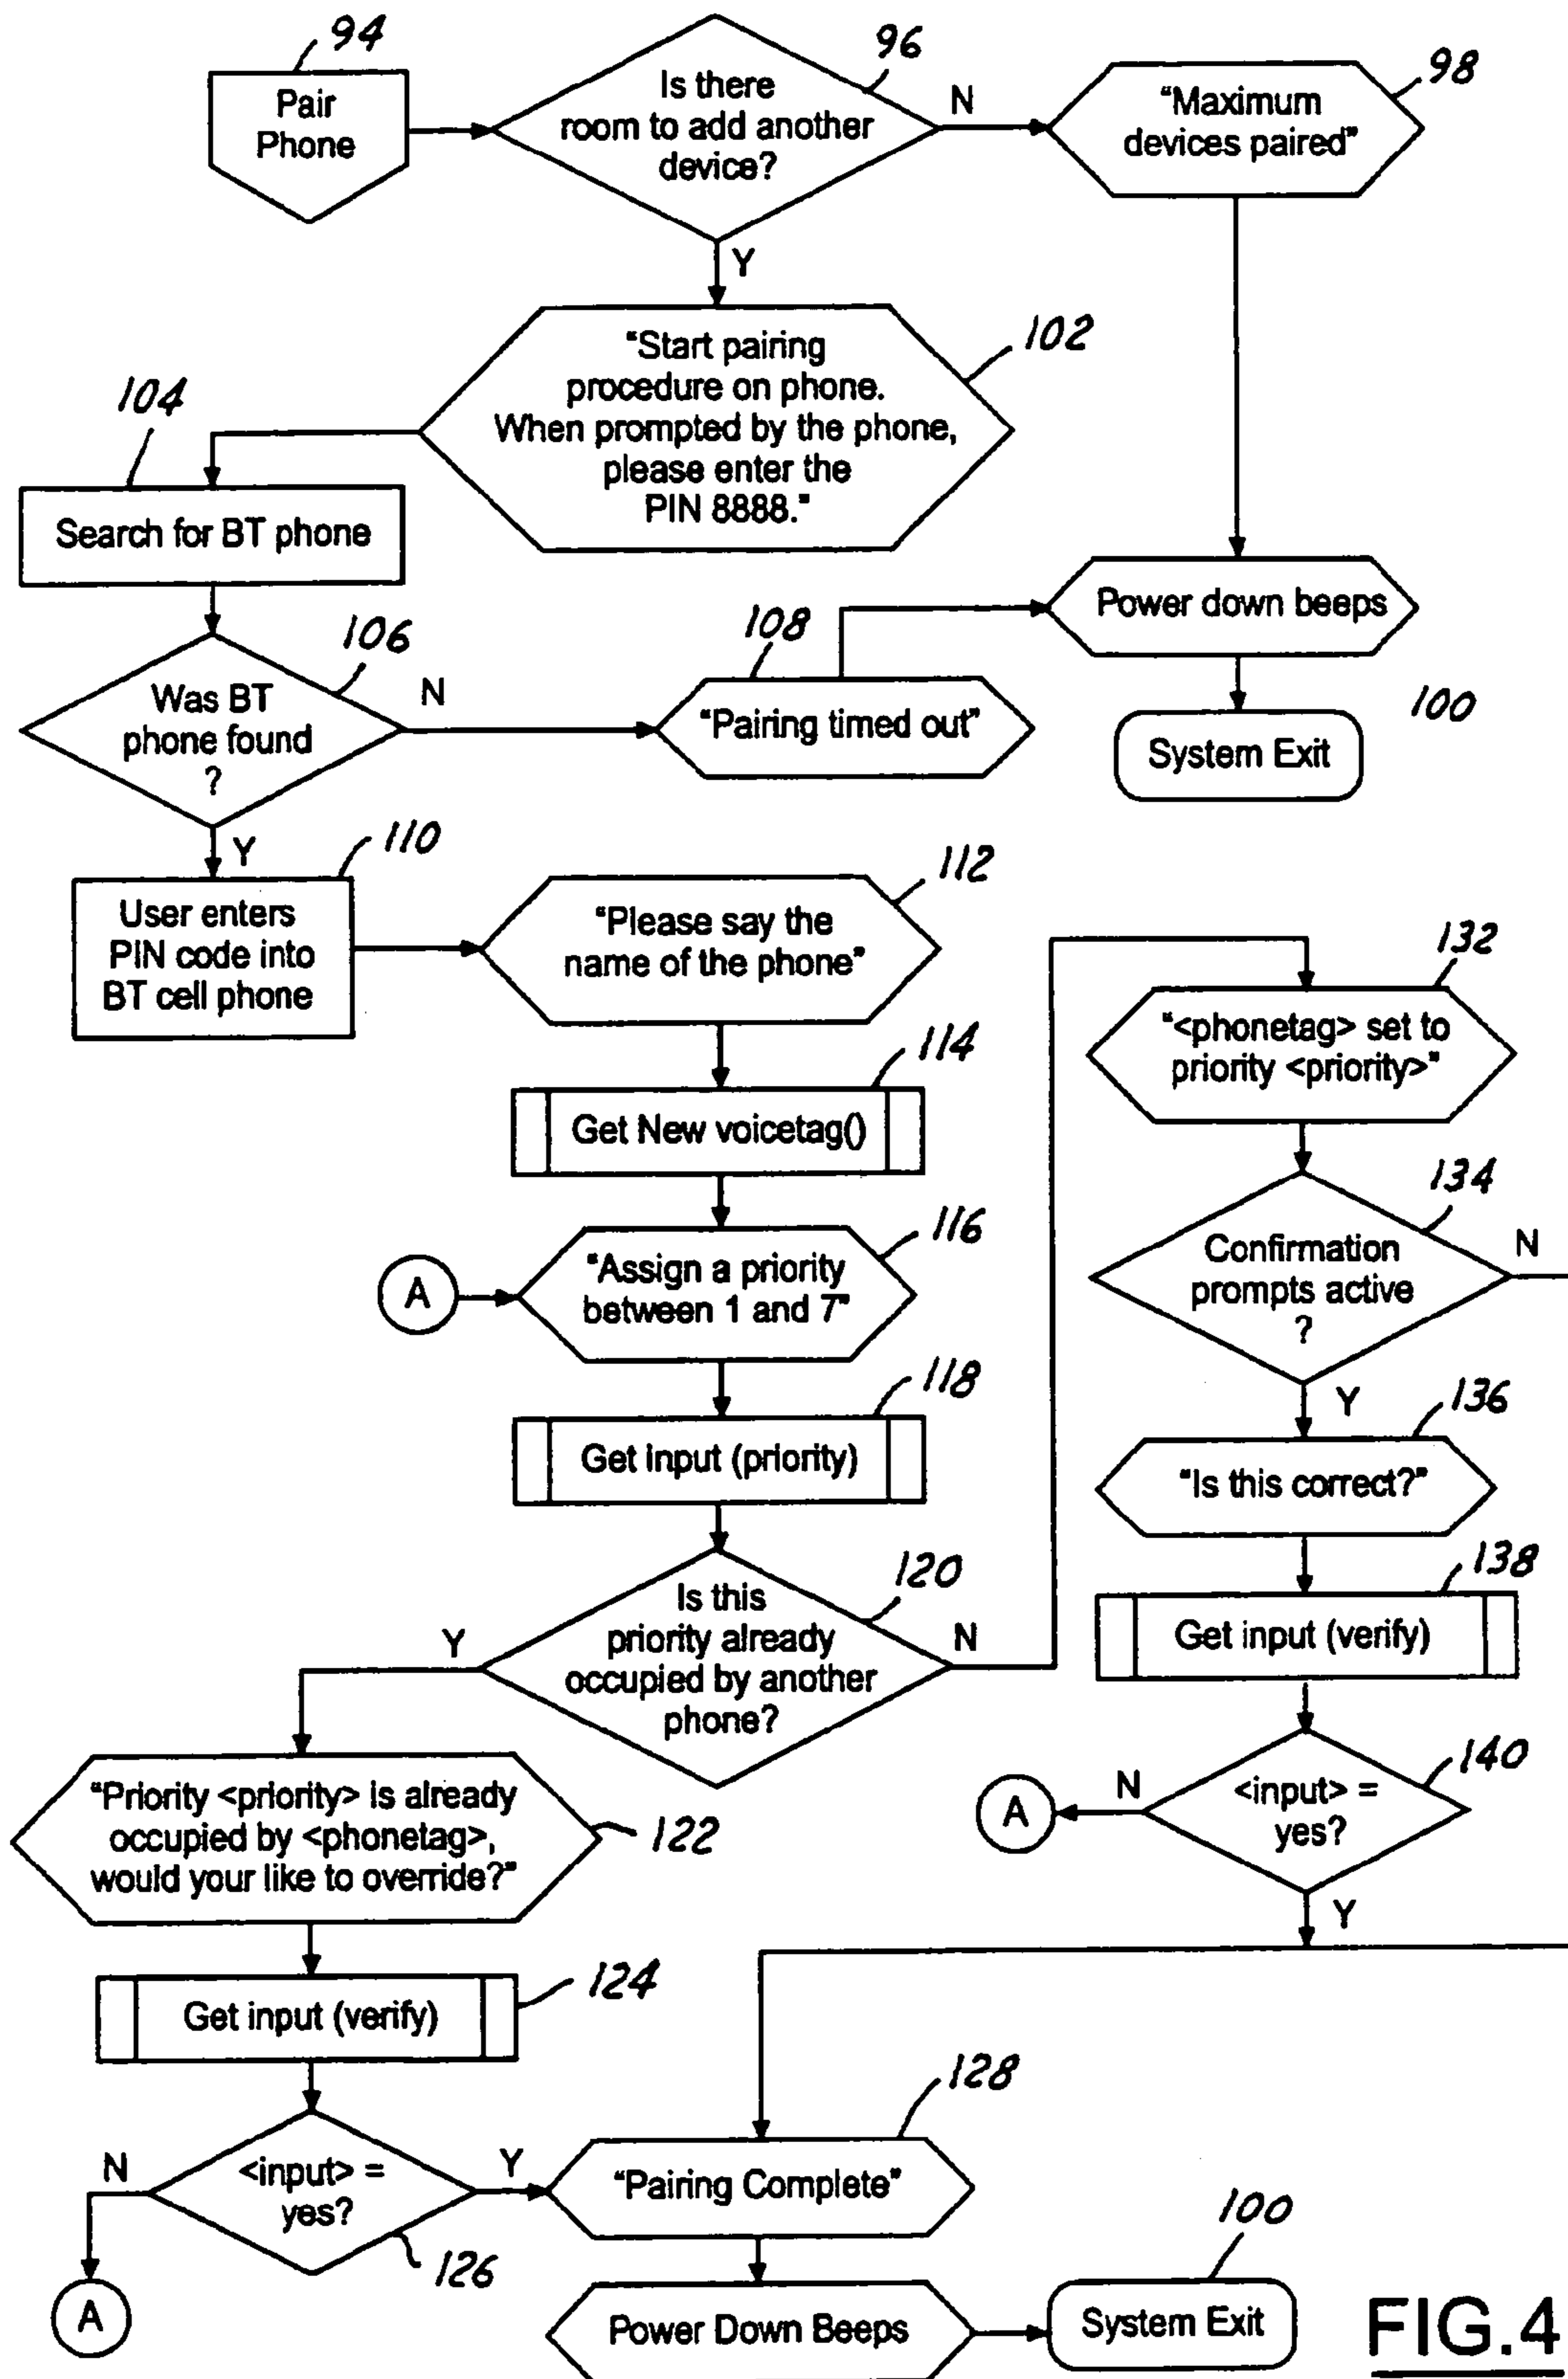 94
Pair
Phone
96
Is there
room to add another
device?
N
98
"Maximum
devices paired"
Y
102
"Start pairing
procedure on phone.
When prompted by the phone,
please enter the
PIN 8888."
104
Search for BT phone
106
Was BT
phone found
?
N
108
"Pairing timed out"
Power down beeps
100
System Exit
Y
110
User enters
PIN code into
BT cell phone
112
"Please say the
name of the phone"
114
Get New voicetag()
116
A
"Assign a priority
between 1 and 7"
118
Get input (priority)
120
Is this
priority already
occupied by another
phone?
Y
N
132
"<phonetag> set to
priority <priority>"
134
Confirmation
prompts active
?
N
Y
136
"Is this correct?"
138
Get input (verify)
140
<input> =
yes?
N
A
Y
"Priority <priority> is already
occupied by <phonetag>,
would your like to override?"
122
124
Get input (verify)
<input> =
yes?
126
N
A
Y
128
"Pairing Complete"
Power Down Beeps
100
System Exit
FIG.4